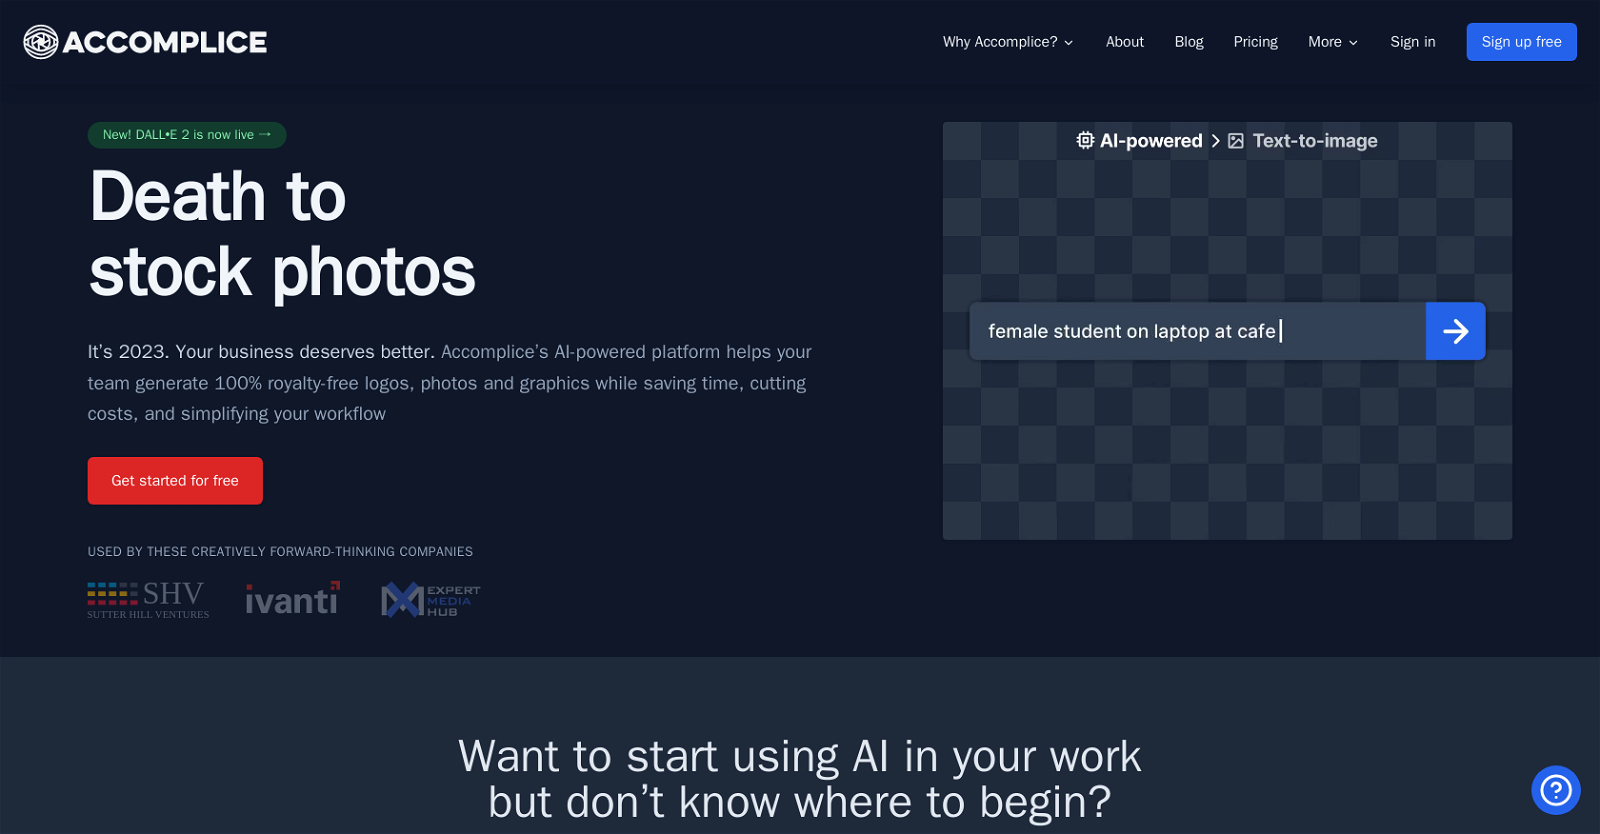 ACCOMPLICE
Why Accomplice?
About
Blog
Pricing
More
Sign in
Sign up free
New! DALL•E 2 is now live →
Death to
stock photos
It’s 2023. Your business deserves better. Accomplice’s AI-powered platform helps your
team generate 100% royalty-free logos, photos and graphics while saving time, cutting
costs, and simplifying your workflow
Get started for free
AI-powered > Text-to-image
female student on laptop at cafe
USED BY THESE CREATIVELY FORWARD-THINKING COMPANIES
SHV
SUTTER HILL VENTURES
ivanti
EXPERT
MEDIA
HUB
Want to start using AI in your work
but don’t know where to begin?